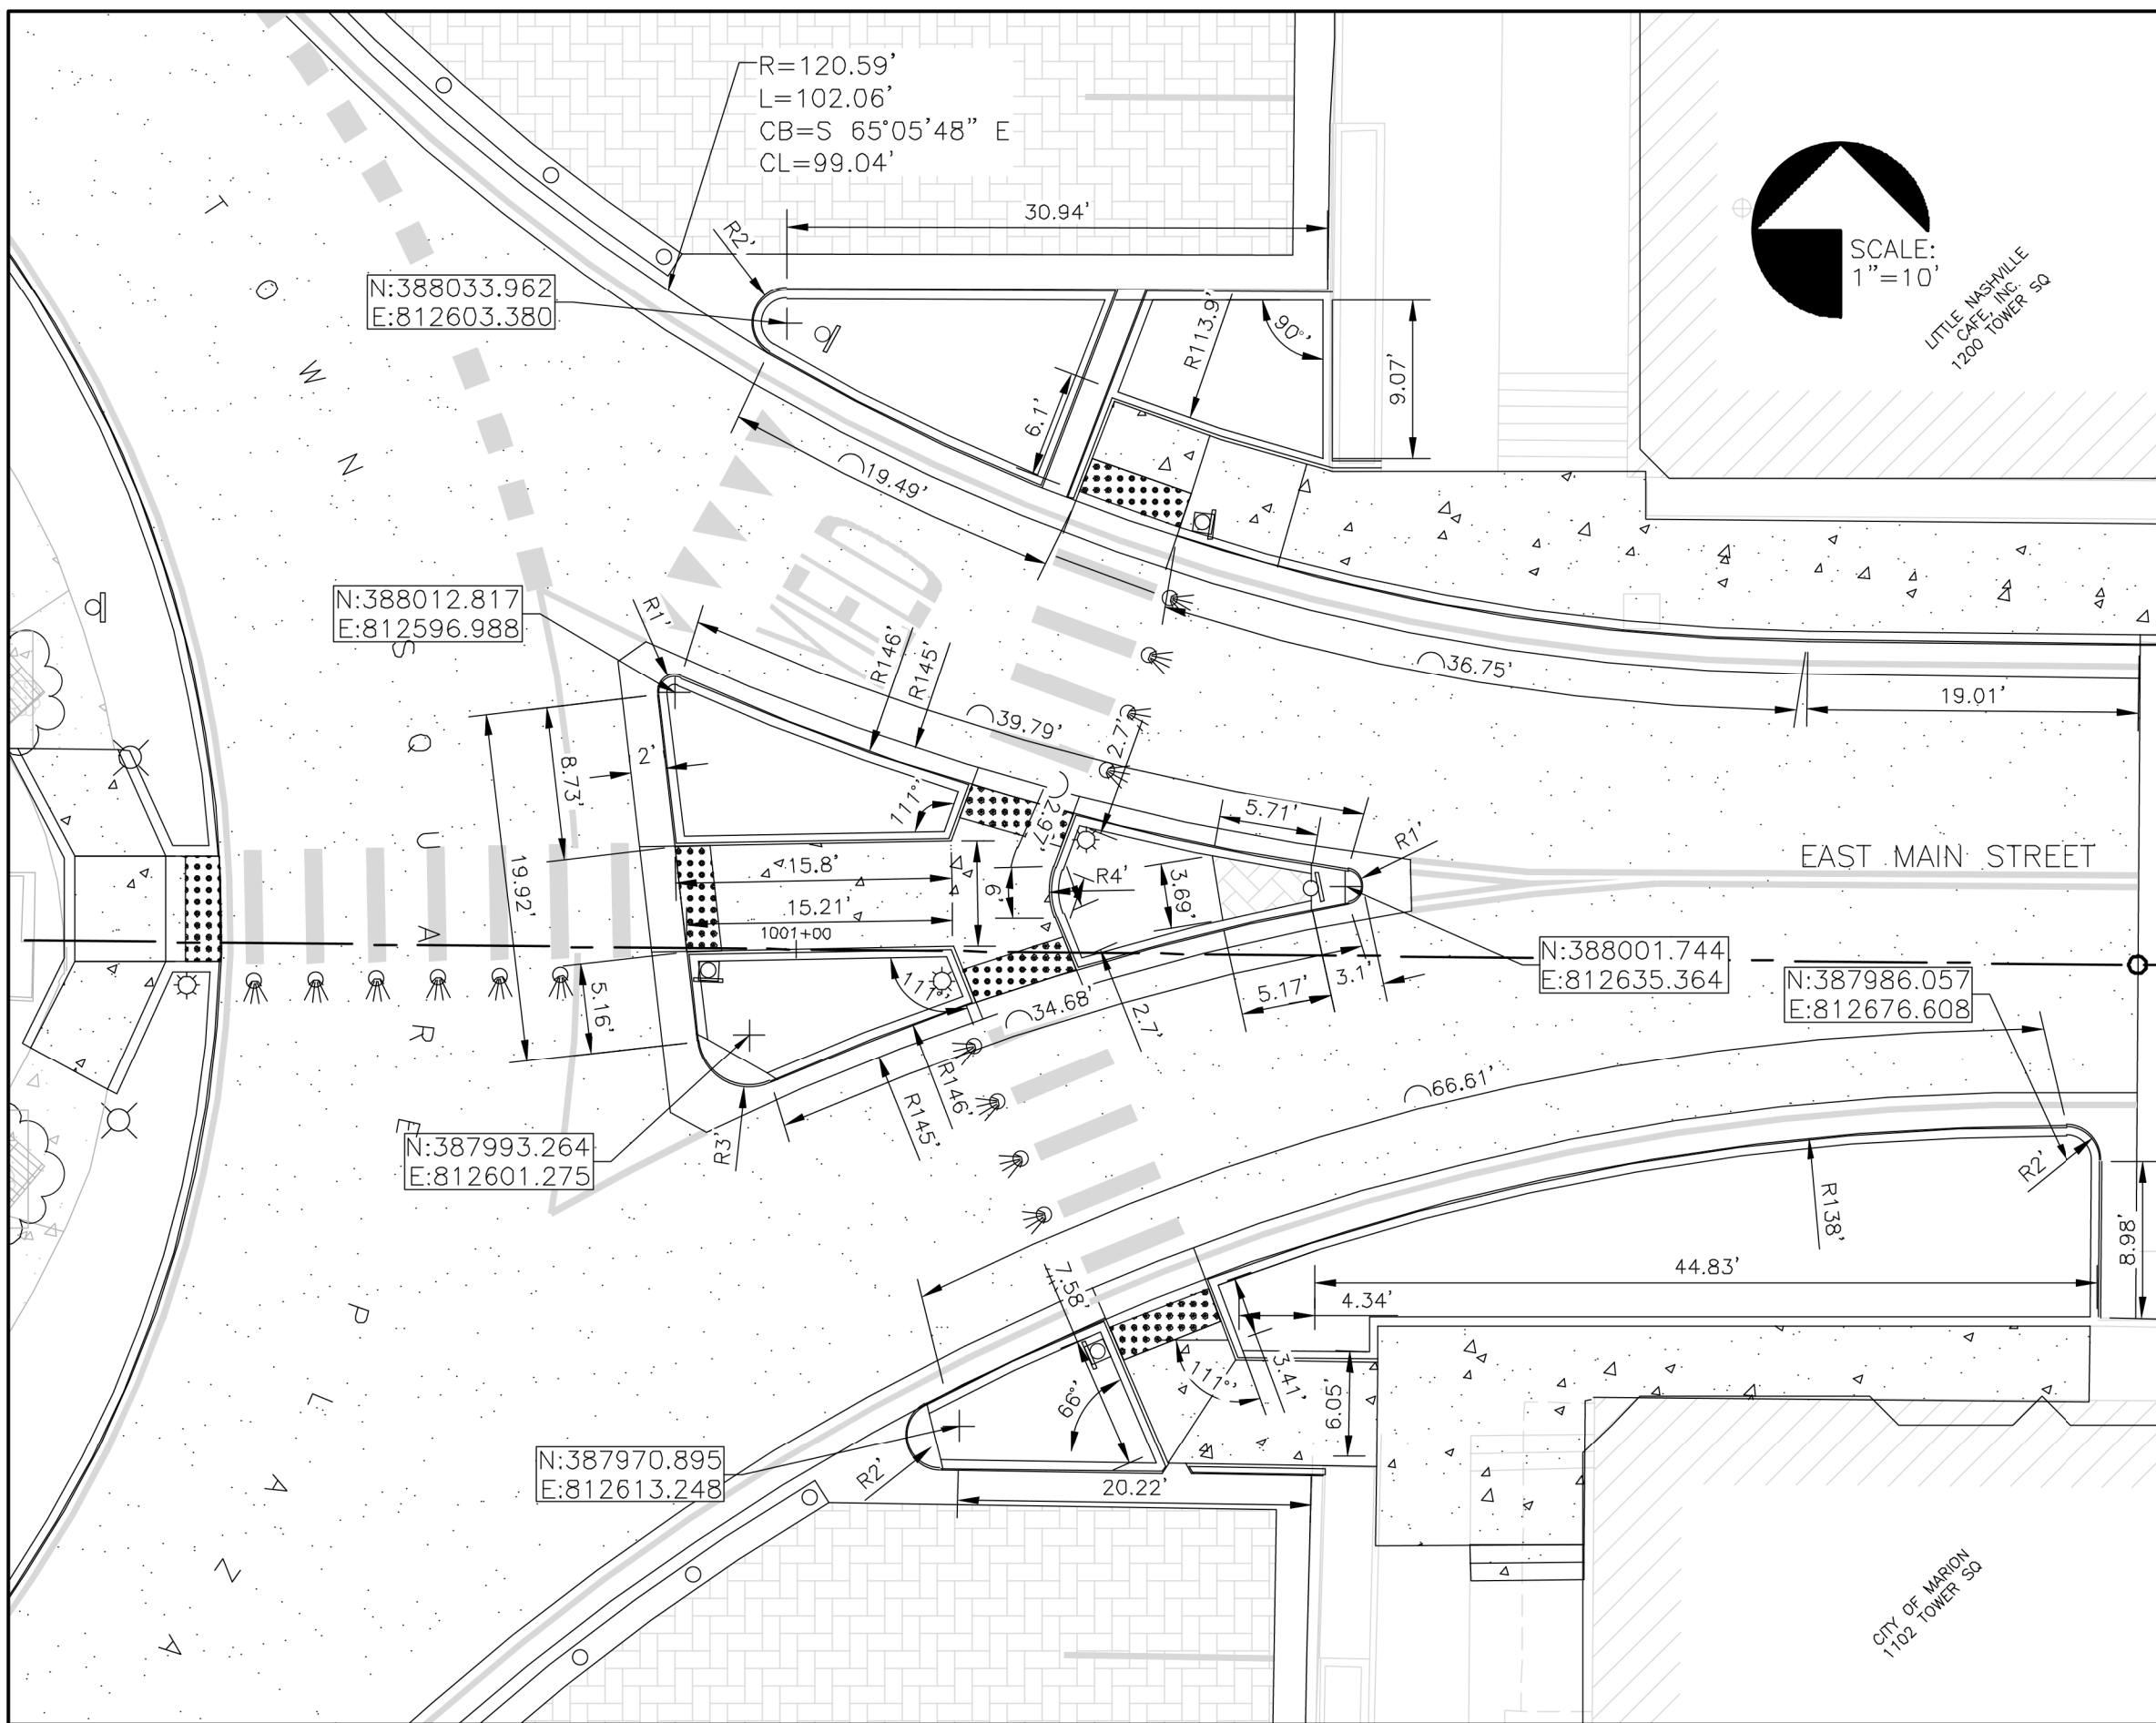 R=120.59'
L=102.06'
CB=S 65°05'48" E
CL=99.04'
30.94'
R2'
SCALE:
1"=10'
LITTLE NASHVILLE
CAFE, INC.
1200 TOWER SQ
N:388033.962
E:812603.380
R113.9'
90°
9.07'
6.1'
19.49'
YIELD
N:388012.817
E:812596.988
R1'
R146'
R145'
36.75'
19.01'
39.79'
2.7'
8.73'
2'
111°
2.97'
5.71'
R1'
EAST MAIN STREET
19.92'
15.8'
6'
R4'
3.69'
15.21'
1001+00
N:388001.744
E:812635.364
N:387986.057
E:812676.608
5.16'
111°
34.68'
2.7'
5.17'
3.1'
R146'
R145'
R3'
66.61'
N:387993.264
E:812601.275
R2'
R138'
8.98'
44.83'
4.34'
7.58'
3.41'
111°
66°
6.05'
N:387970.895
E:812613.248
R2'
20.22'
CITY OF MARION
1102 TOWER SQ
TOWN SQUARE PLAZA